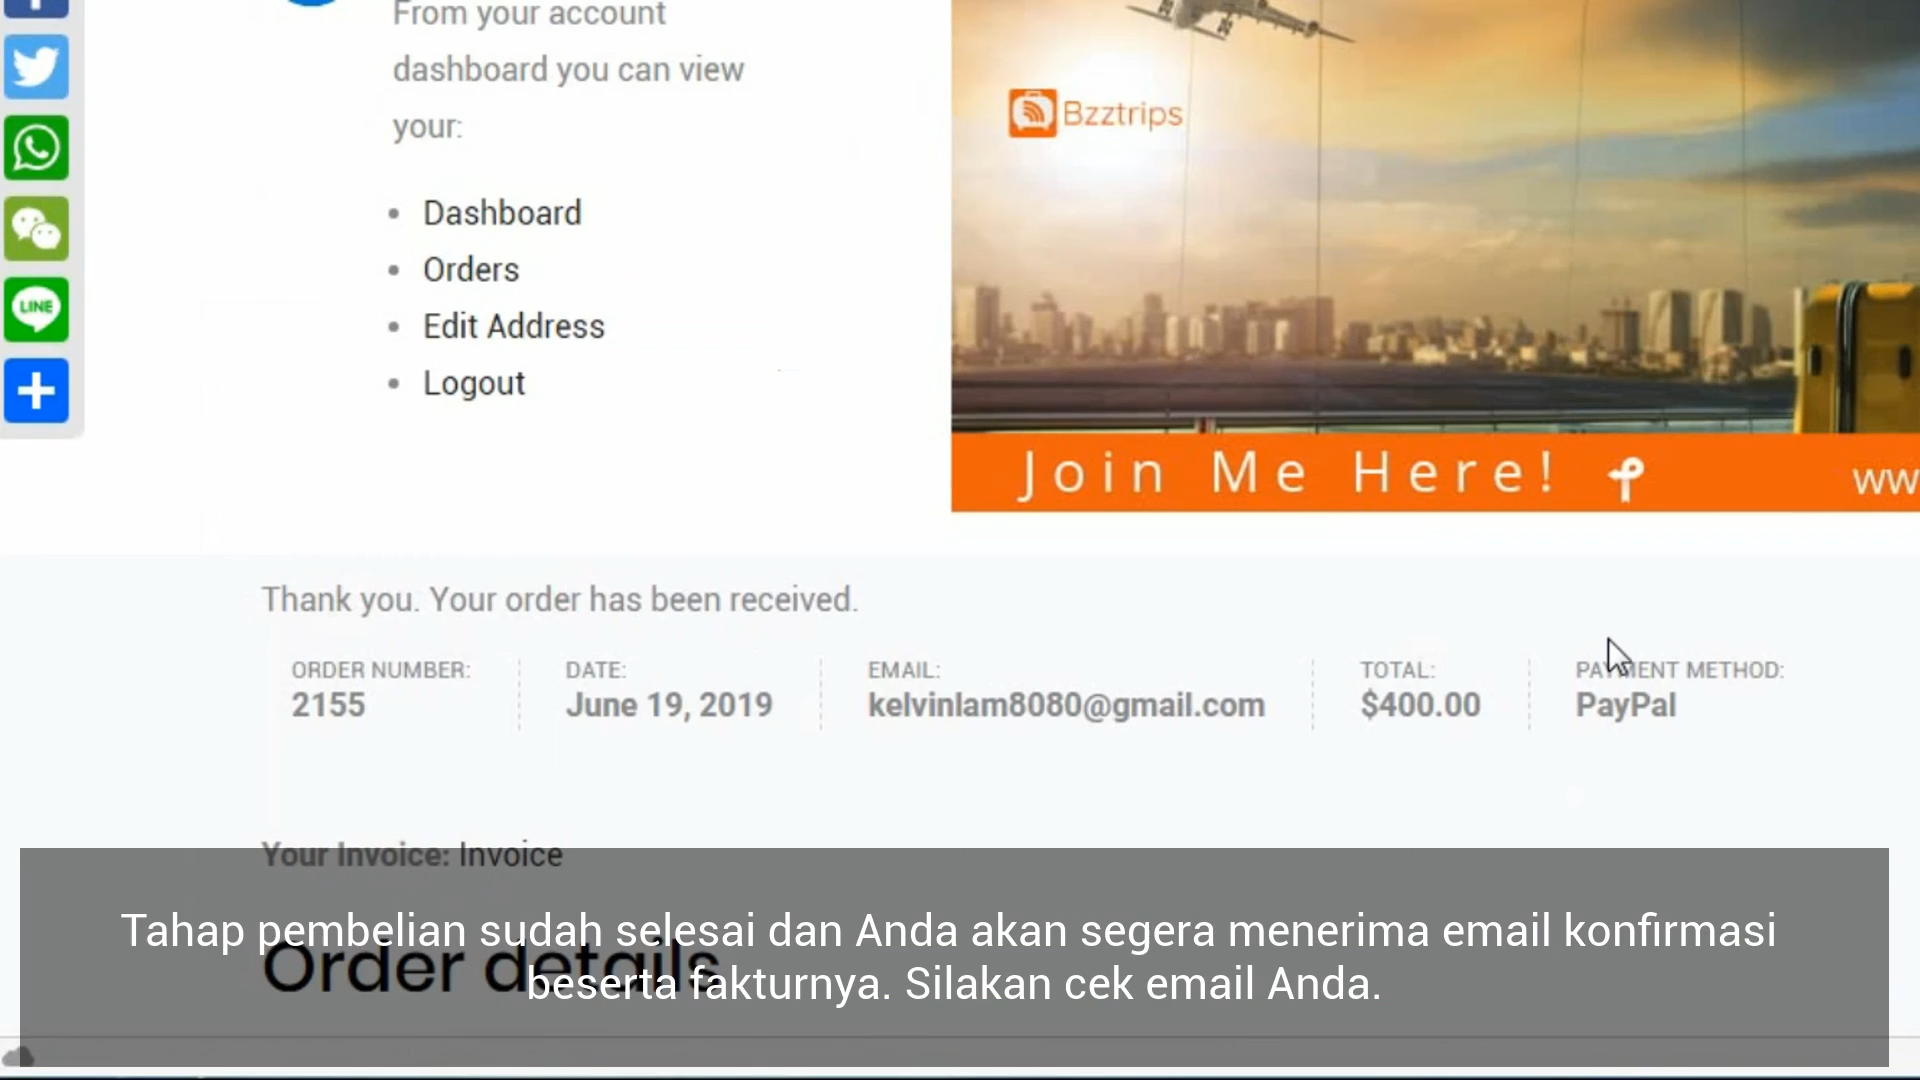 From your account
dashboard you can view
your:
Dashboard
Orders
Edit Address
Logout
LINE
Bzztrips
Join Me Here!
ww
Thank you. Your order has been received.
ORDER NUMBER:
2155
DATE:
June 19, 2019
EMAIL:
kelvinlam8080@gmail.com
TOTAL:
$400.00
PAYMENT METHOD:
PayPal
Your Invoice: Invoice
Order details
Tahap pembelian sudah selesai dan Anda akan segera menerima email konfirmasi
beserta fakturnya. Silakan cek email Anda.